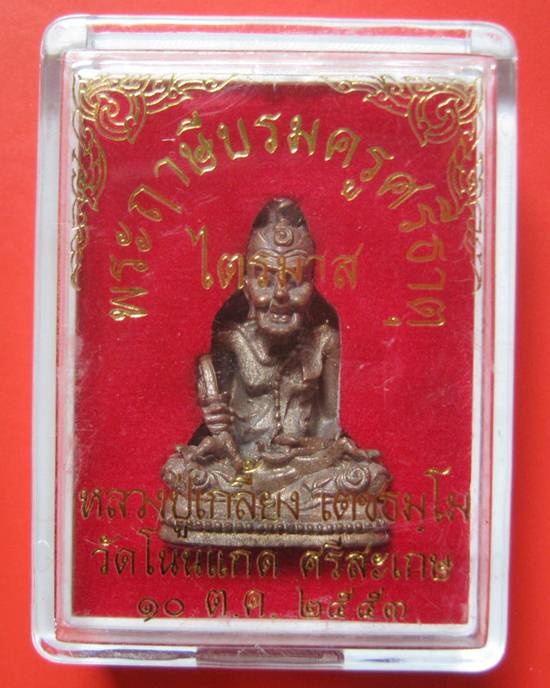 พระฤาษีบรมครูศรีธาตุ
ไตรมาส
หลวงปู่เกลี้ยง เตชธมฺโม
วัดโนนแกด ศรีสะเกษ
๑๐ ต.ค. ๒๕๕๓